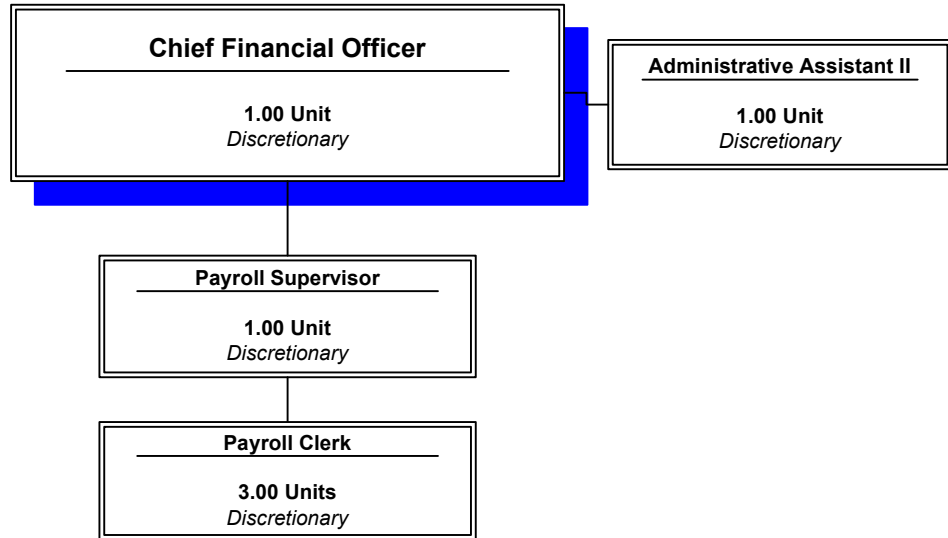 Chief Financial Officer
1.00 Unit
Discretionary
Administrative Assistant II
1.00 Unit
Discretionary
Payroll Supervisor
1.00 Unit
Discretionary
Payroll Clerk
3.00 Units
Discretionary